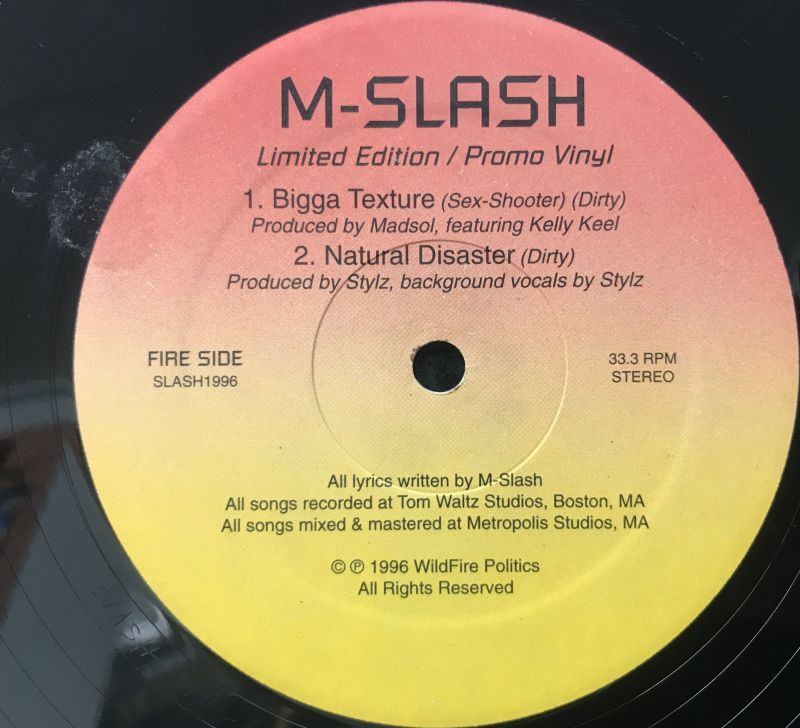 M-SLASH
Limited Edition / Promo Vinyl
1. Bigga Texture (Sex-Shooter) (Dirty)
Produced by Madsol, featuring Kelly Keel
2. Natural Disaster (Dirty)
Produced by Stylz, background vocals by Stylz
FIRE SIDE
SLASH1996
33.3 RPM
STEREO
All lyrics written by M-Slash
All songs recorded at Tom Waltz Studios, Boston, MA
All songs mixed & mastered at Metropolis Studios, MA
© ℗ 1996 WildFire Politics
All Rights Reserved